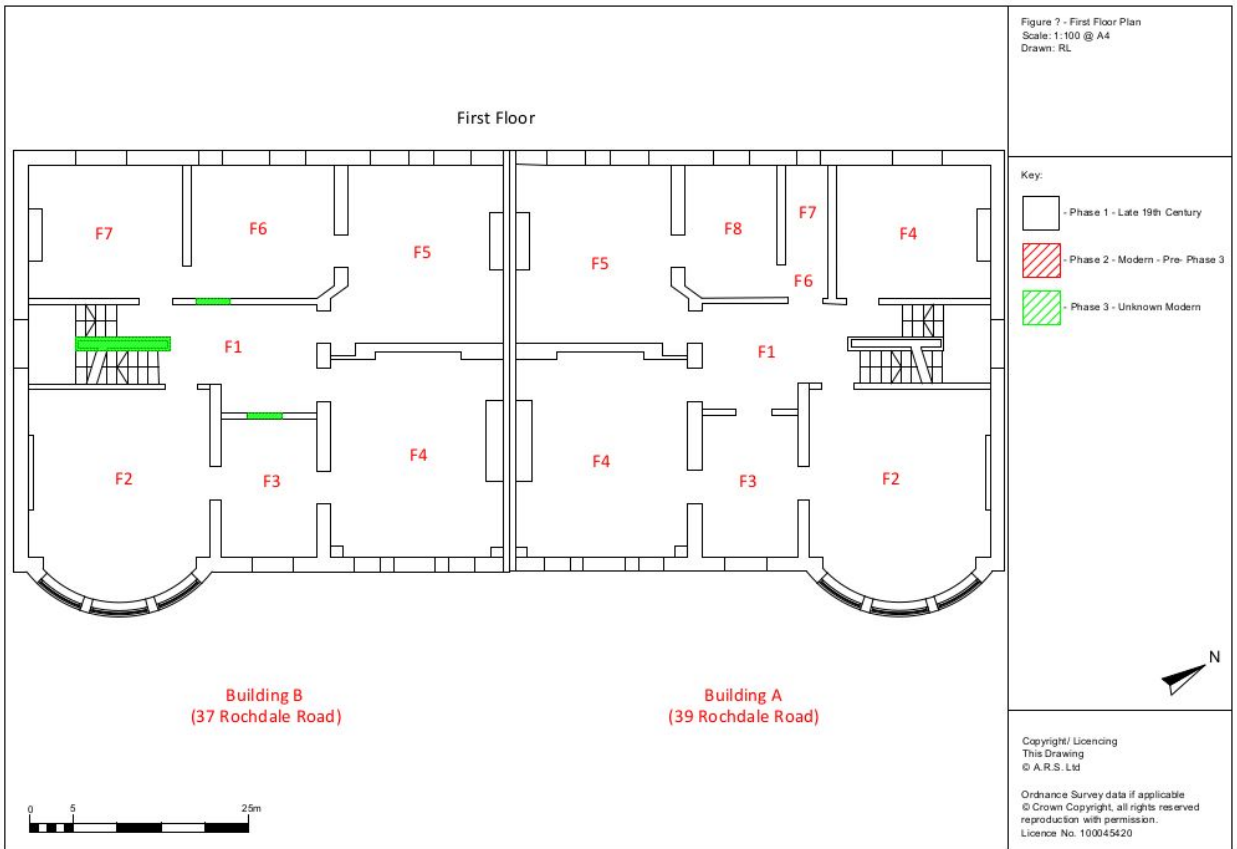 Figure ? - First Floor Plan
Scale: 1:100 @ A4
Drawn: RL
First Floor
Key:
- Phase 1 - Late 19th Century
- Phase 2 - Modern - Pre- Phase 3
- Phase 3 - Unknown Modern
F7
F6
F5
F5
F8
F7
F4
F6
F1
F1
F2
F3
F4
F4
F3
F2
N
Building B
(37 Rochdale Road)
Building A
(39 Rochdale Road)
0 5 25m
Copyright/ Licencing
This Drawing
© A.R.S. Ltd
Ordnance Survey data if applicable
© Crown Copyright, all rights reserved
reproduction with permission.
Licence No. 100045420